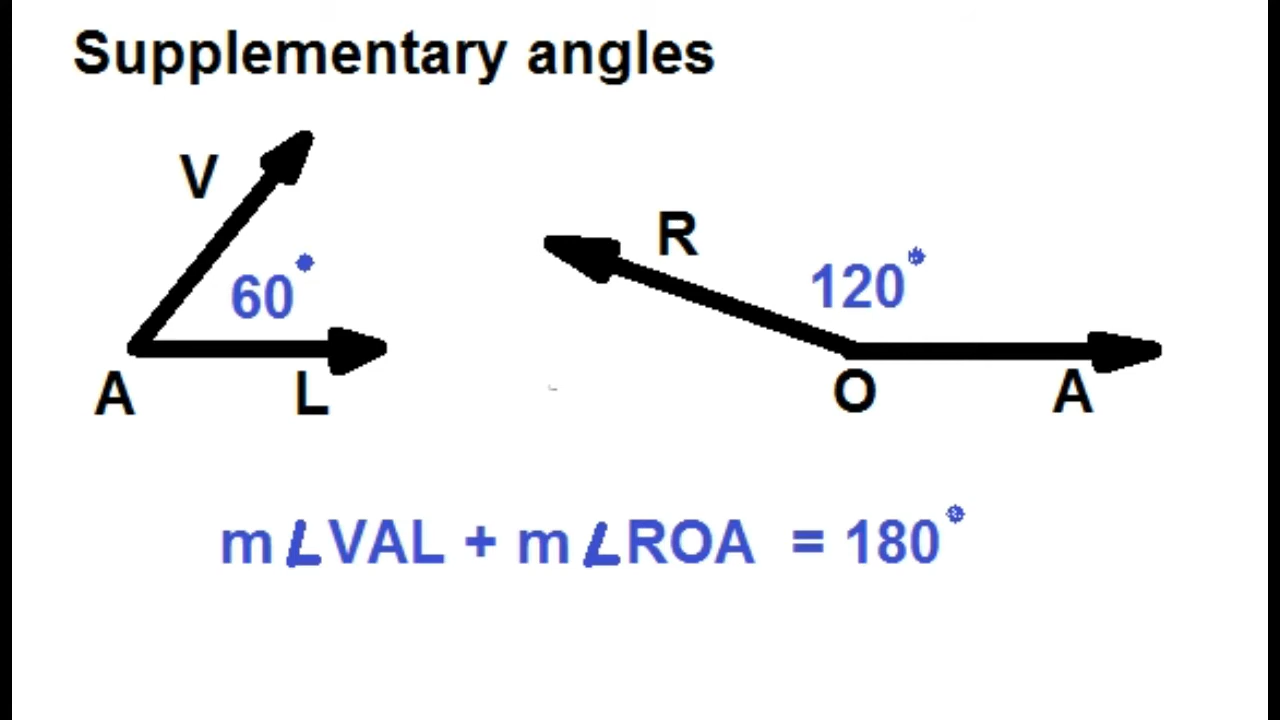 Supplementary angles
V
R
60°
120°
A
L
O
A
m∠VAL + m∠ROA = 180°